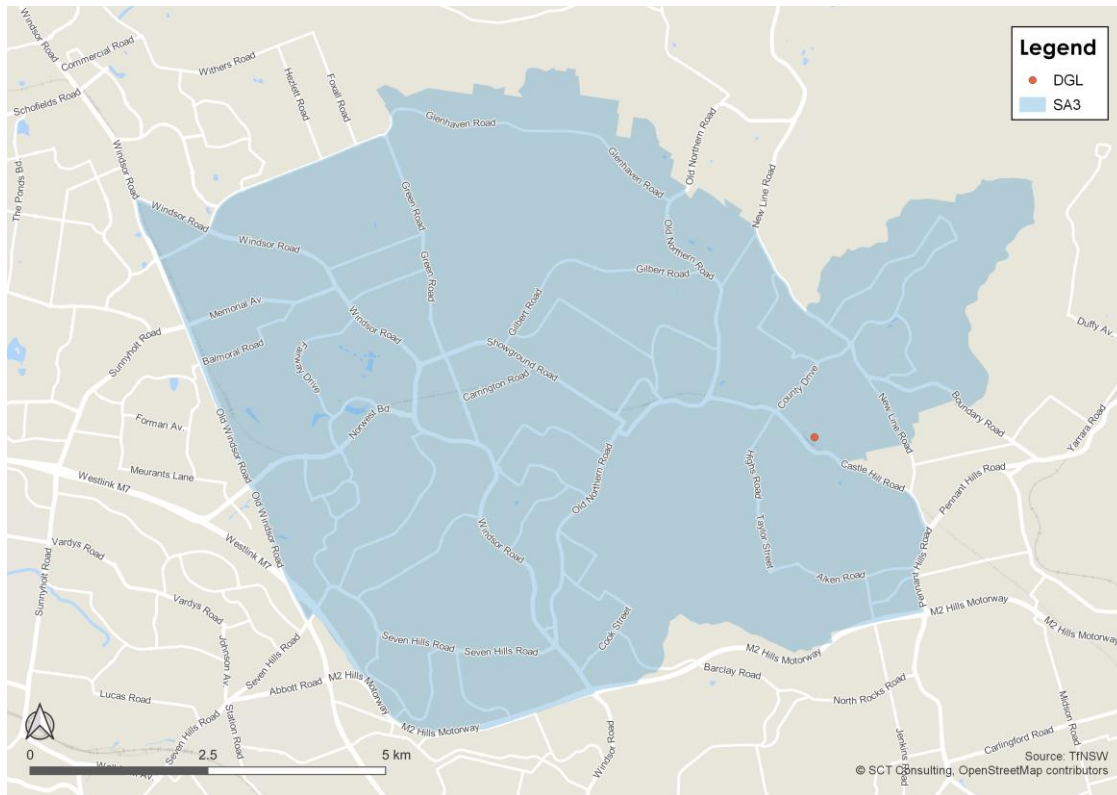 Windsor Road
Commercial Road
Withers Road
Hezlett Road
Foxall Road
Schofields Road
Windsor Road
The Ponds Bd
Glenhaven Road
Glenhaven Road
Old Northern Road
New Line Road
Legend
DGL
SA3
Windsor Road
Windsor Road
Green Road
Green Road
Old Northern Road
Gilbert Road
Gilbert Road
Memorial Av.
Windsor Road
Sunnyholt Road
Balmoral Road
Fairway Drive
Showground Road
Carrington Road
Norwest Bd.
County Drive
New Line Road
Boundary Road
Duffy Av.
Yarrara Road
Forman Av.
Old Windsor Road
Meurants Lane
Westlink M7
Old Windsor Road
Old Northern Road
Highs Road
Castle Hill Road
Pennant Hills Road
Vardys Road
Westlink M7
Windsor Road
Taylor Street
Aiken Road
Pennant Hills Road
Sunnyholt Road
Vardys Road
Johnson Av.
Seven Hills Road
Seven Hills Road
Seven Hills Road
Cook Street
M2 Hills Motorway
M2 Hills Motorway
M2 Hills Motorway
Barclay Road
North Rocks Road
Abbott Road
M2 Hills Motorway
Lucas Road
Station Road
Seven Hills Road
M2 Hills Motorway
Windsor Road
Jenkins Road
Midson Road
Carlingford Road
0
2.5
5 km
Source: TfNSW
© SCT Consulting, OpenStreetMap contributors